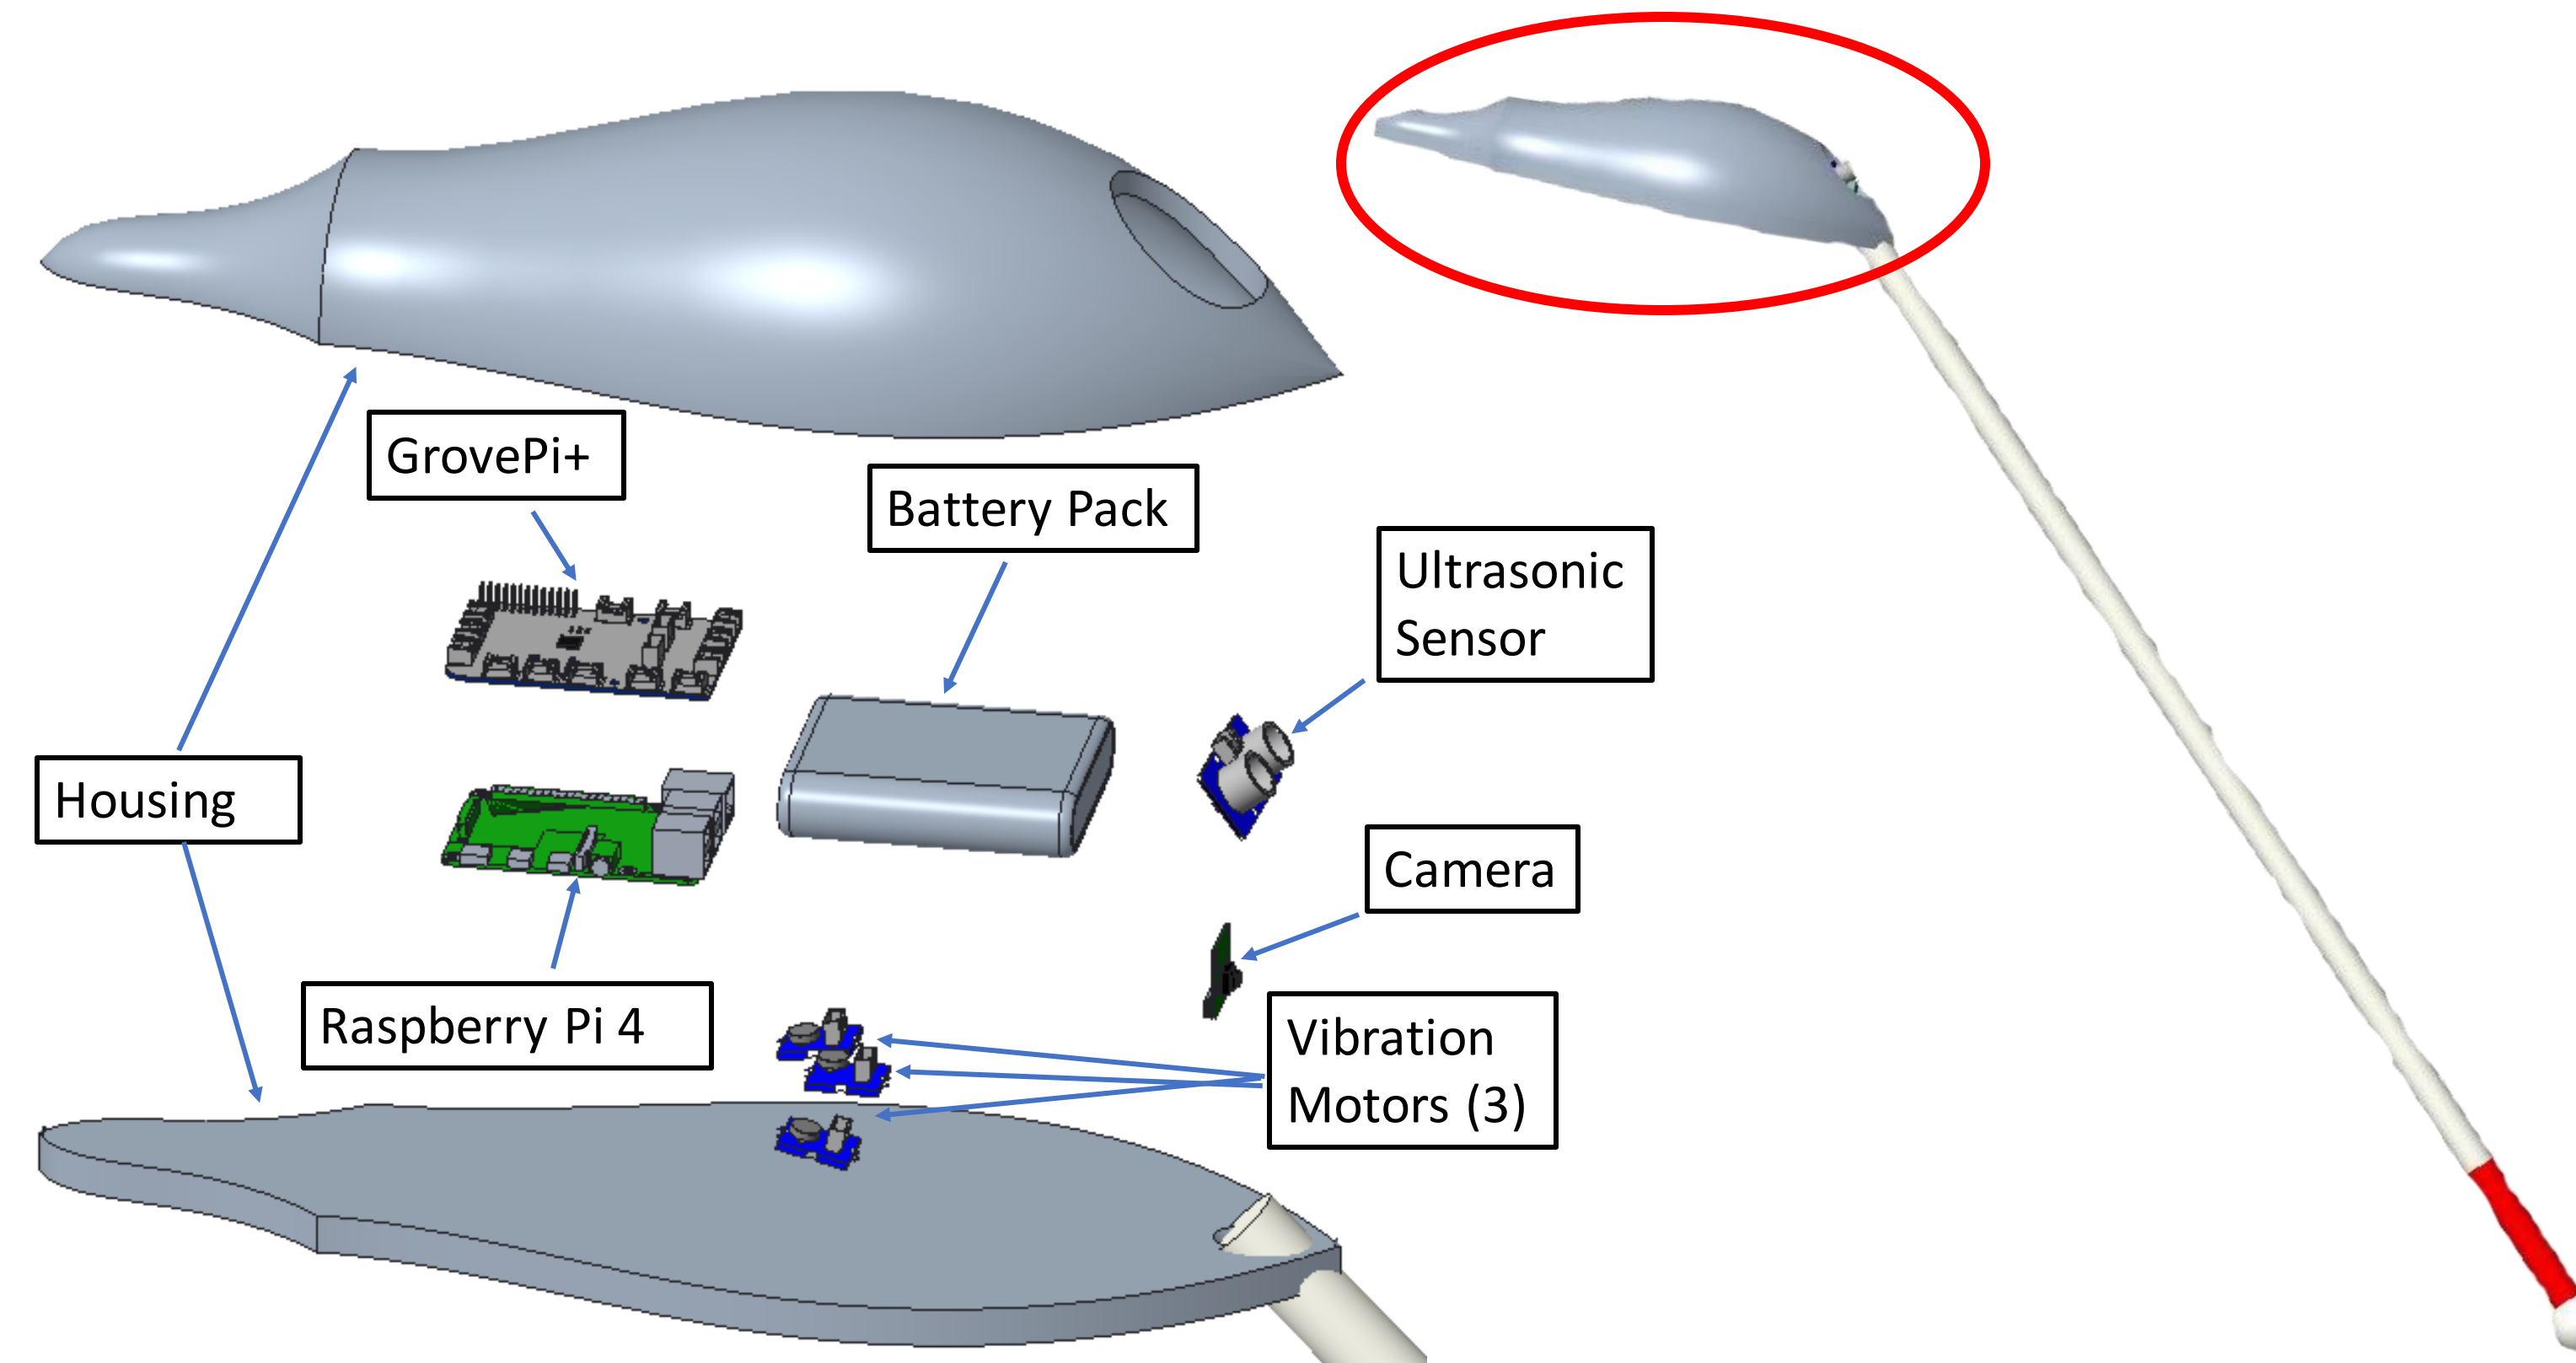 GrovePi+
Battery Pack
Ultrasonic
Sensor
Housing
Camera
Raspberry Pi 4
Vibration
Motors (3)